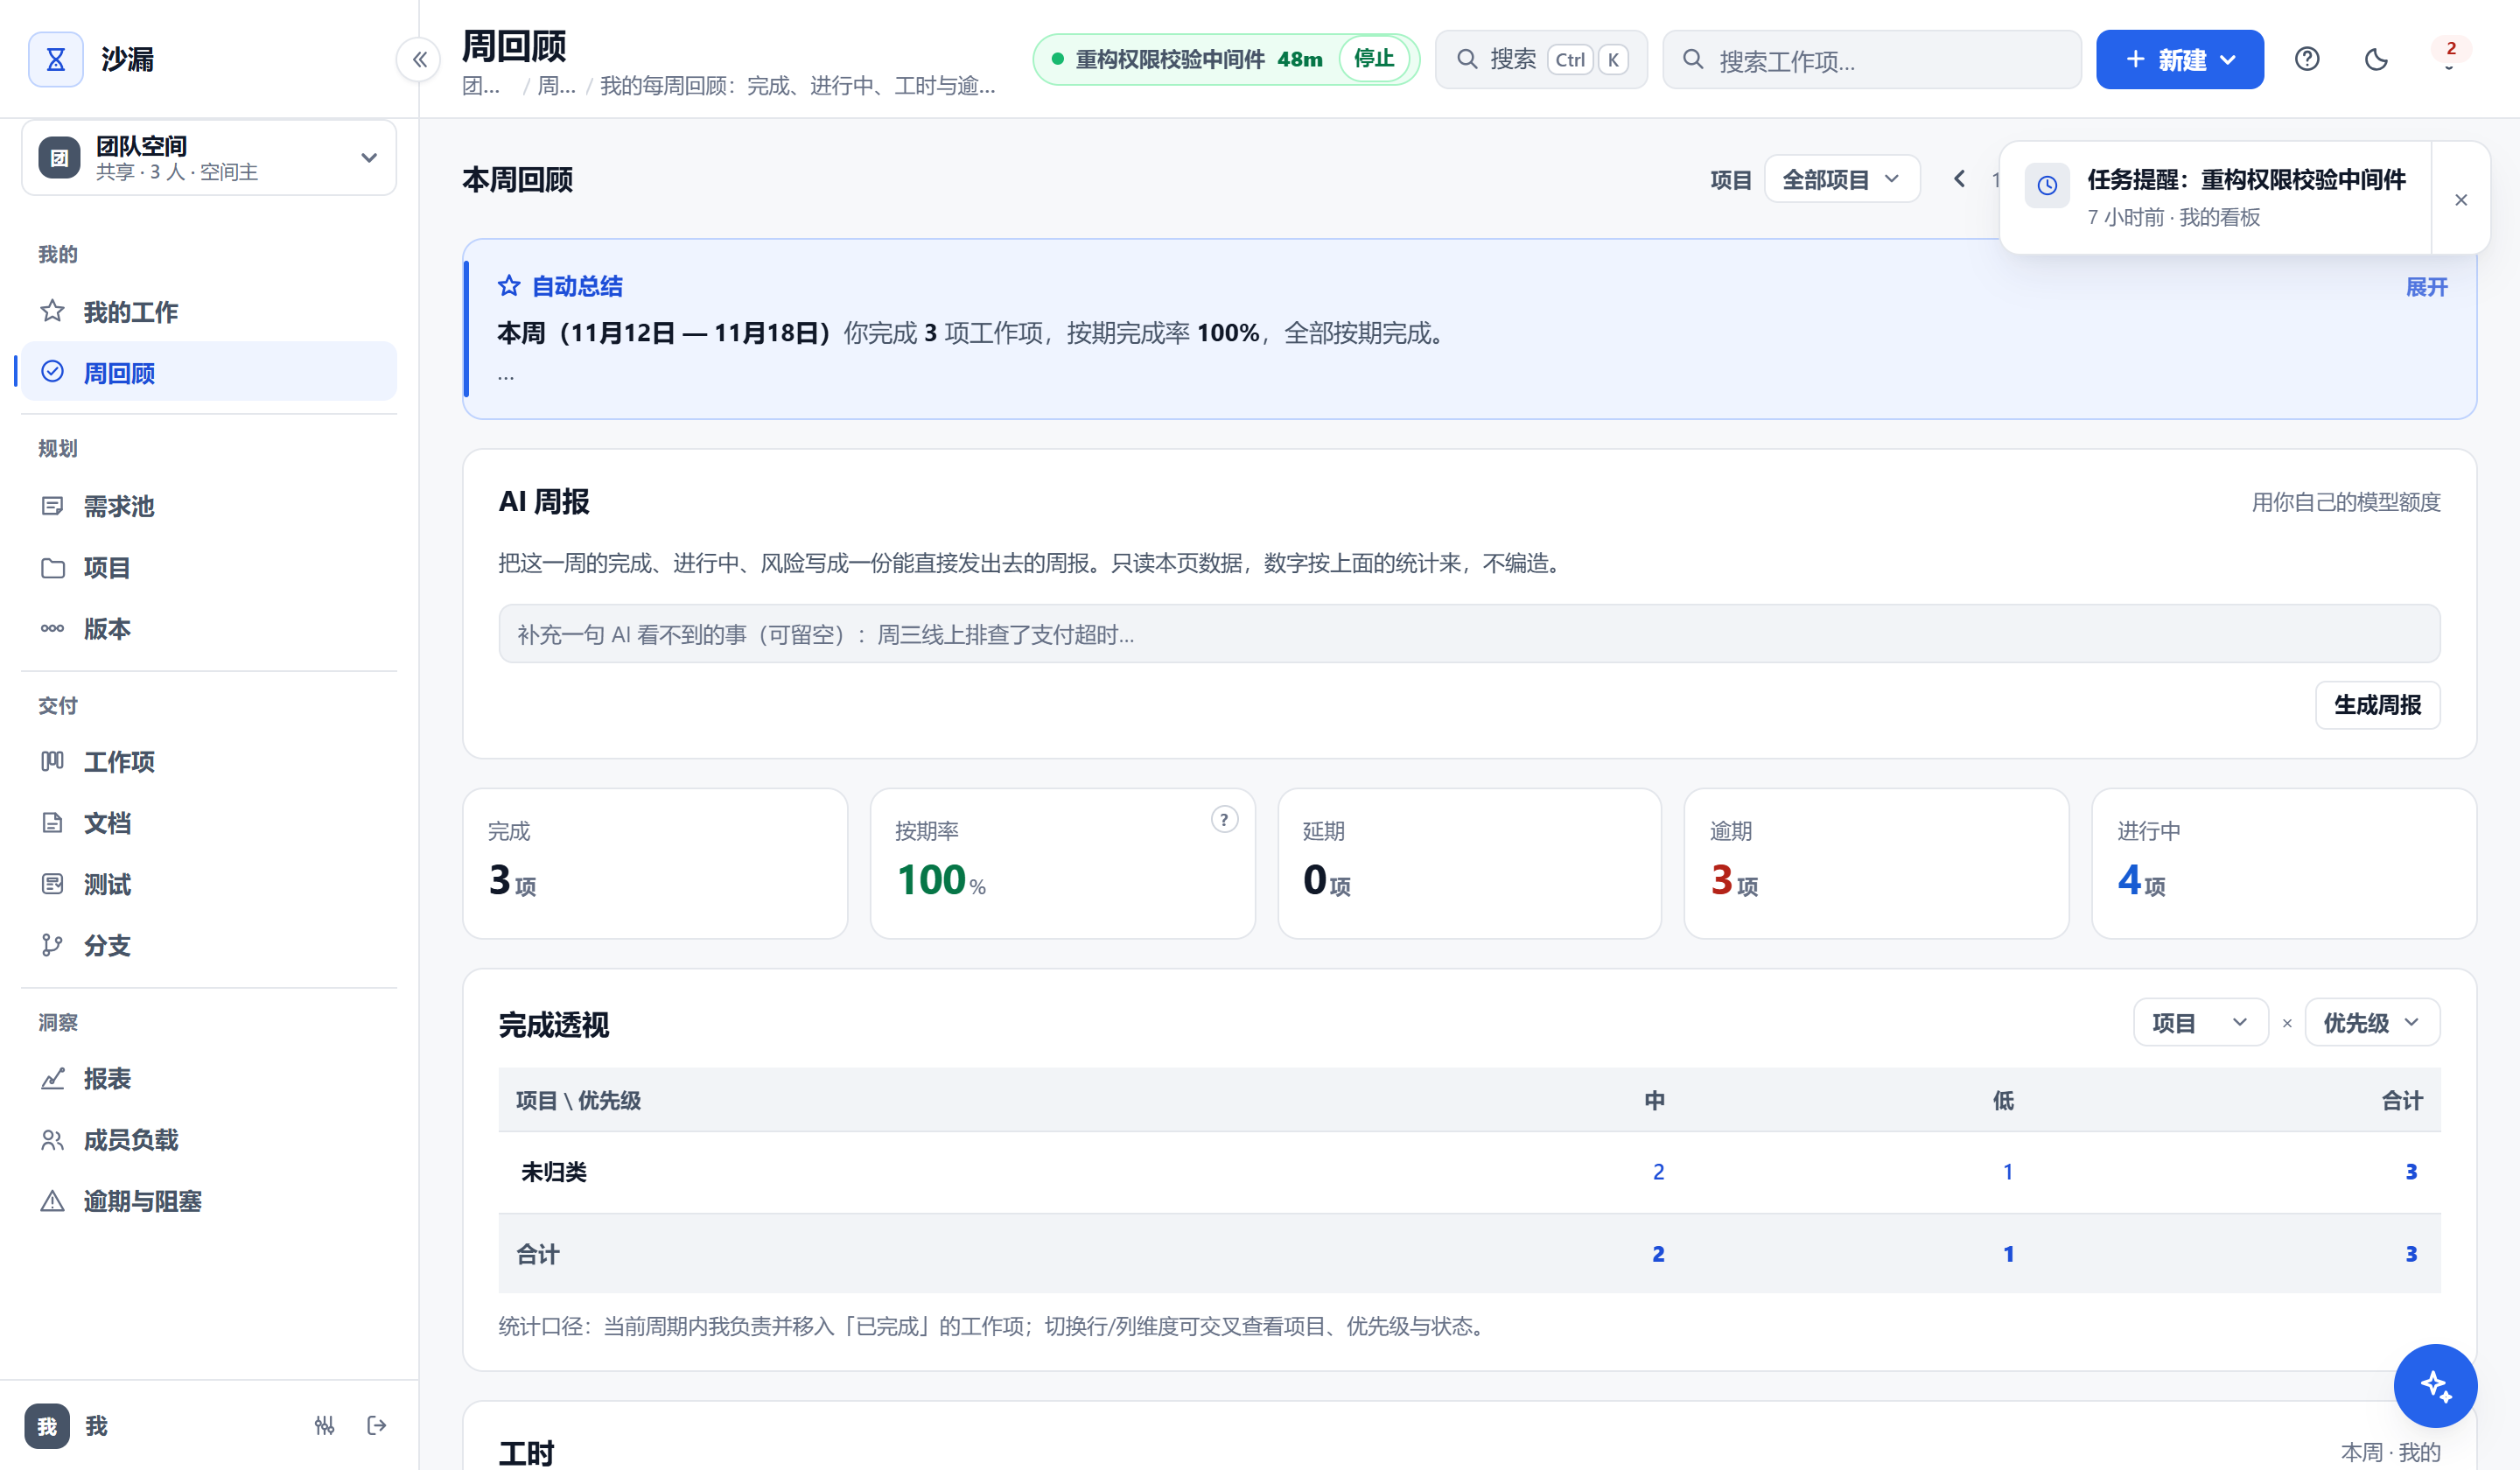 沙漏
周回顾
团... / 周... / 我的每周回顾：完成、进行中、工时与逾...
重构权限校验中间件 48m 停止
搜索 Ctrl K
搜索工作项...
+ 新建
2
团 团队空间
共享 · 3 人 · 空间主
我的
我的工作
周回顾
规划
需求池
项目
版本
交付
工作项
文档
测试
分支
洞察
报表
成员负载
逾期与阻塞
我 我
本周回顾
项目 全部项目
1
任务提醒：重构权限校验中间件
7 小时前 · 我的看板
×
自动总结
展开
本周（11月12日 — 11月18日）你完成 3 项工作项，按期完成率 100%，全部按期完成。
...
AI 周报
用你自己的模型额度
把这一周的完成、进行中、风险写成一份能直接发出去的周报。只读本页数据，数字按上面的统计来，不编造。
补充一句 AI 看不到的事（可留空）：周三线上排查了支付超时...
生成周报
完成
3 项
按期率 ?
100 %
延期
0 项
逾期
3 项
进行中
4 项
完成透视
项目 × 优先级
项目 \ 优先级 中 低 合计
未归类 2 1 3
合计 2 1 3
统计口径：当前周期内我负责并移入「已完成」的工作项；切换行/列维度可交叉查看项目、优先级与状态。
工时
本周 · 我的